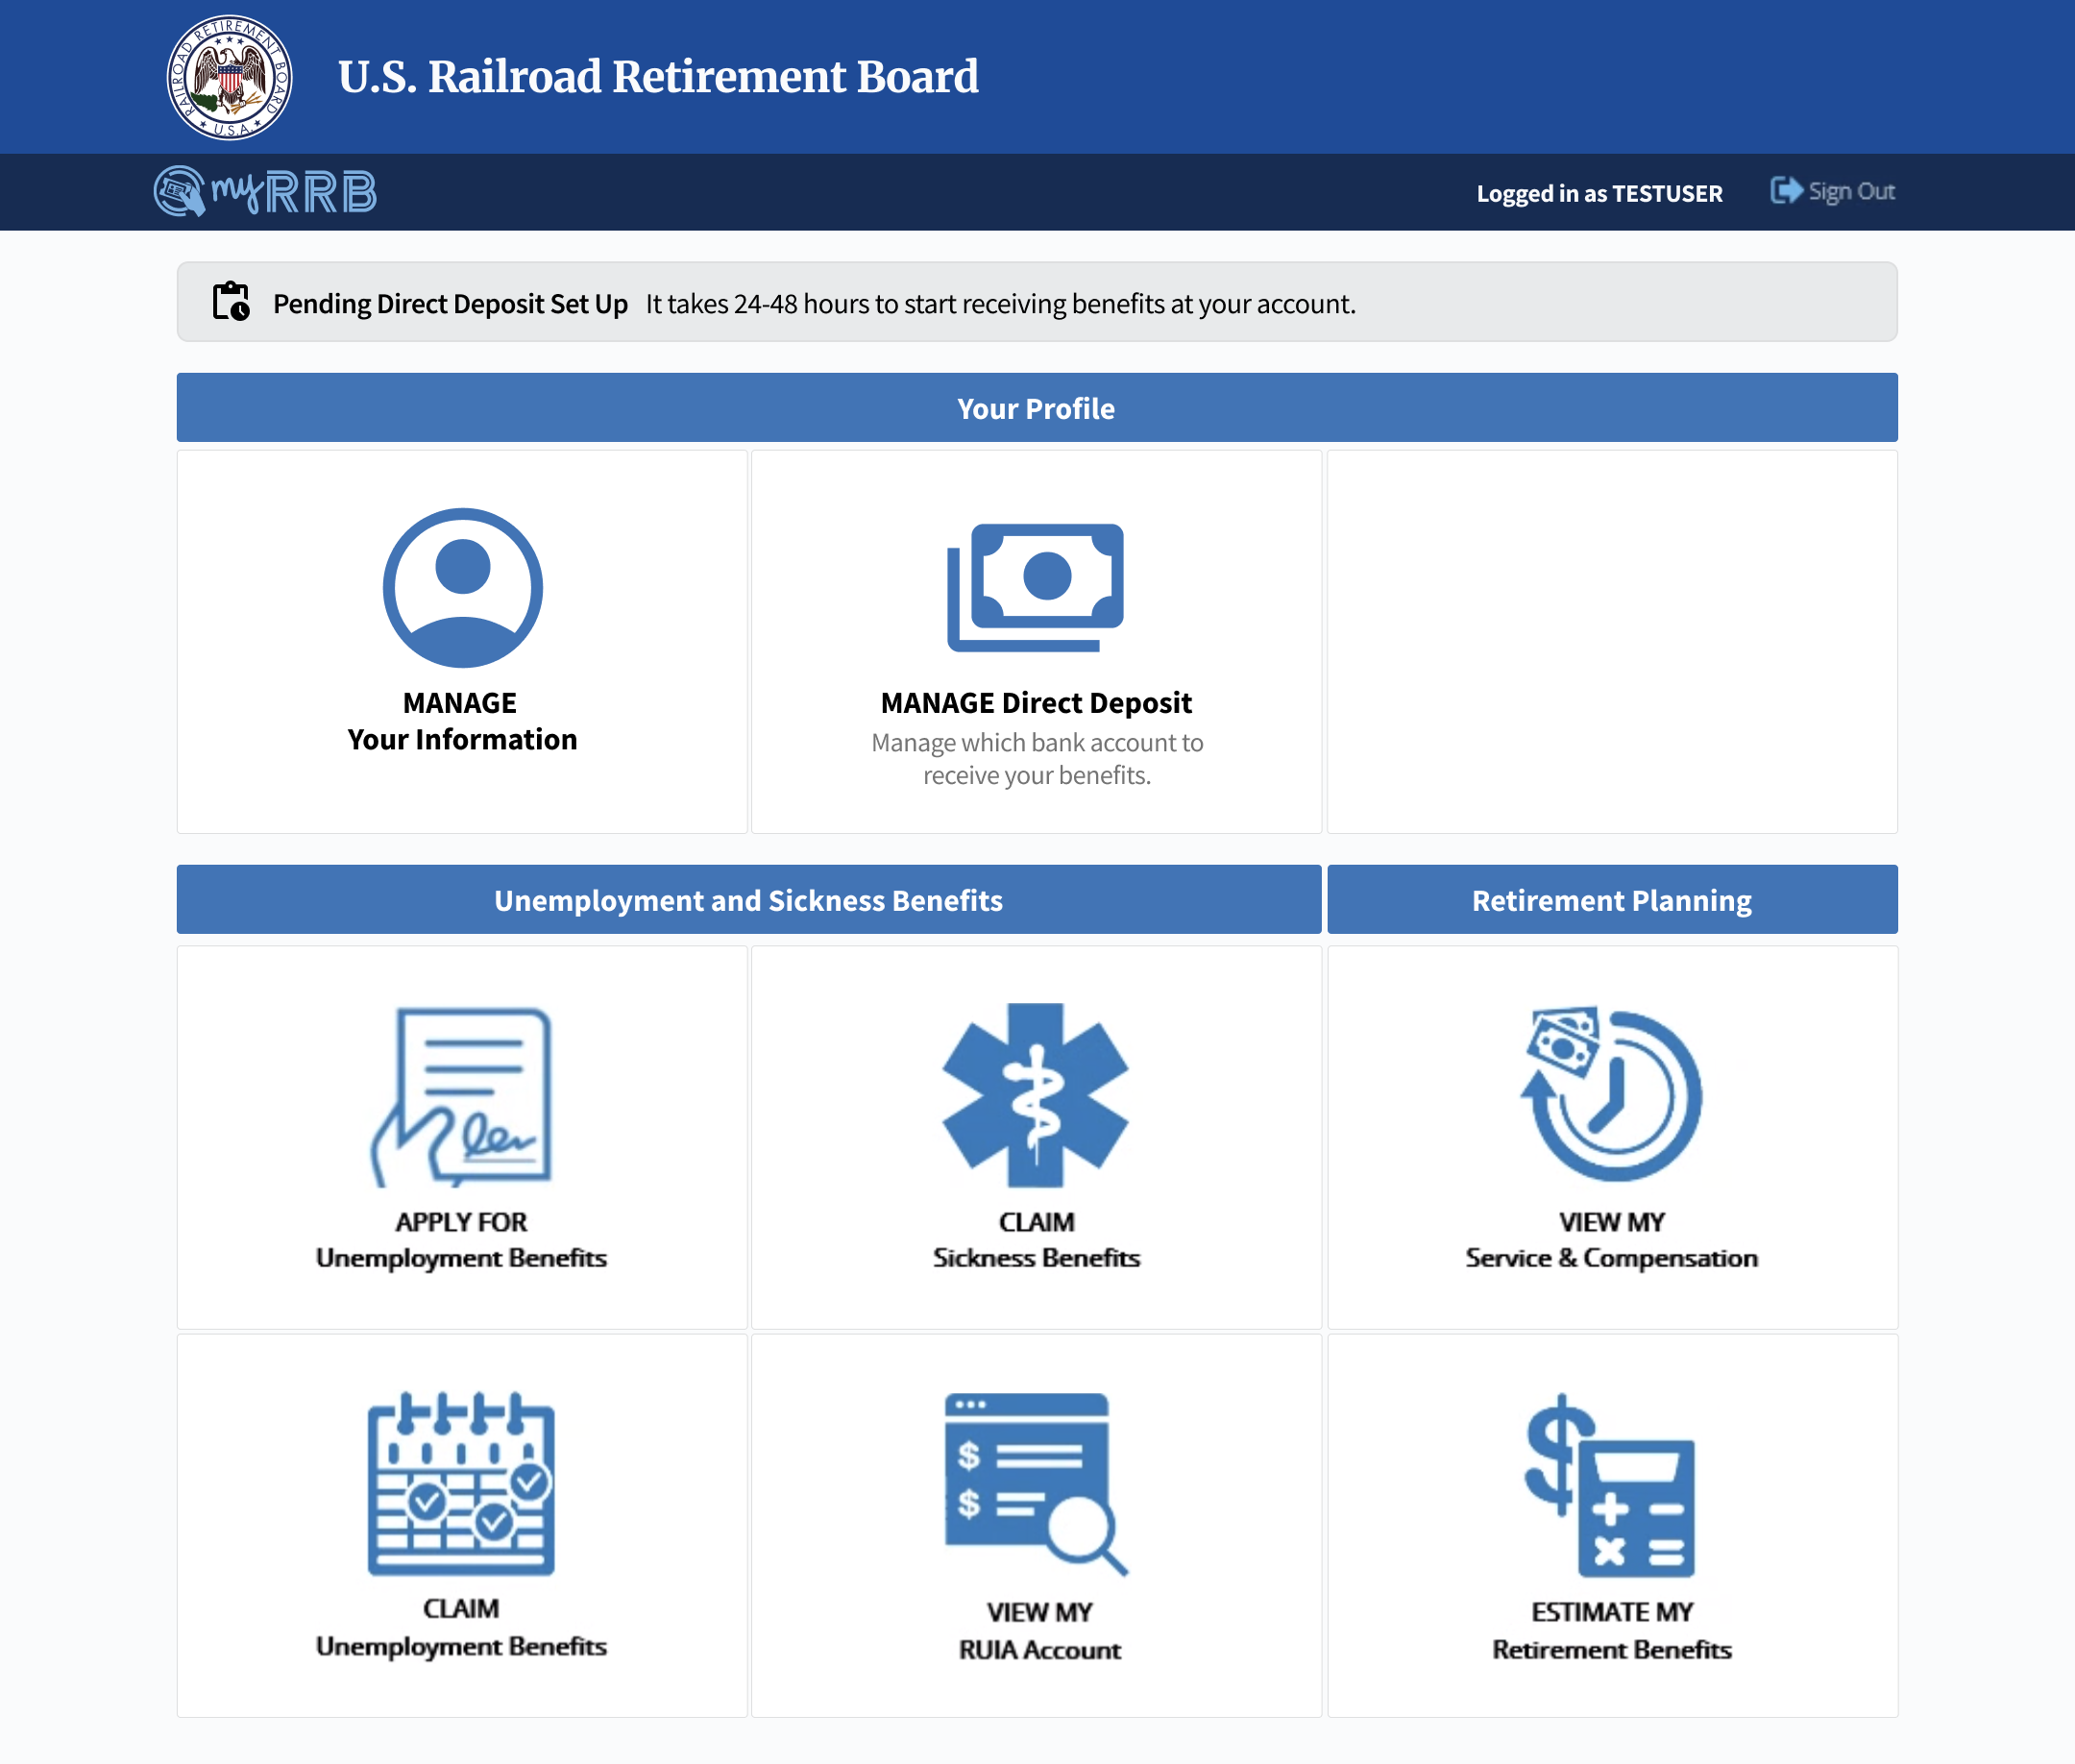 RAILROAD RETIREMENT BOARD
U.S.A.
U.S. Railroad Retirement Board
myRRB
Logged in as TESTUSER
Sign Out
Pending Direct Deposit Set Up It takes 24-48 hours to start receiving benefits at your account.
Your Profile
MANAGE
Your Information
MANAGE Direct Deposit
Manage which bank account to
receive your benefits.
Unemployment and Sickness Benefits
Retirement Planning
APPLY FOR
Unemployment Benefits
CLAIM
Sickness Benefits
VIEW MY
Service & Compensation
CLAIM
Unemployment Benefits
$
$
VIEW MY
RUIA Account
$
ESTIMATE MY
Retirement Benefits